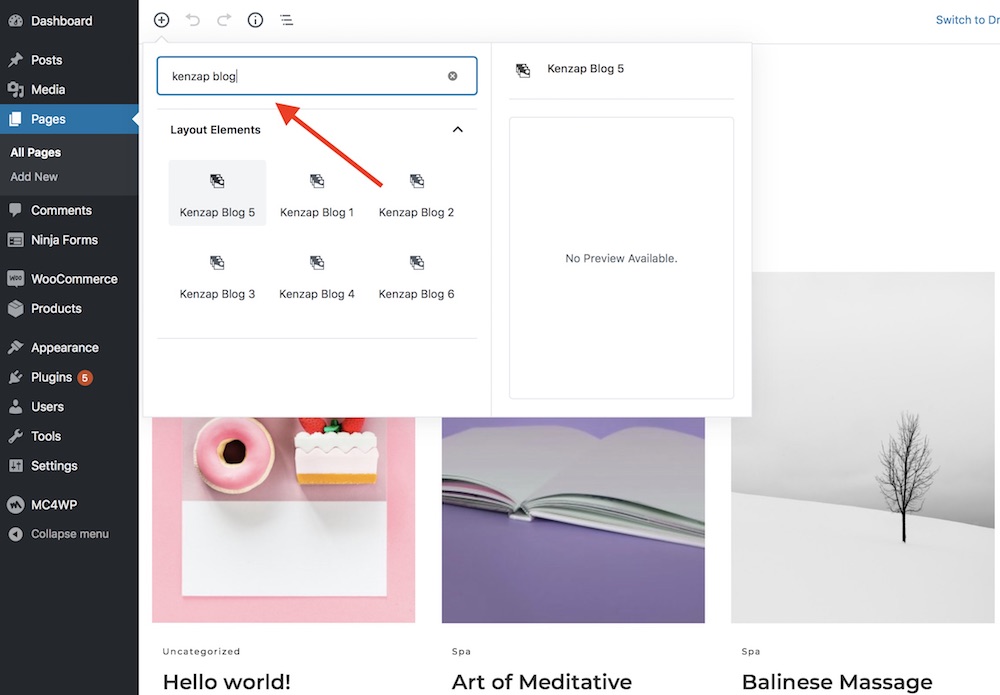 Dashboard
Posts
Media
Pages
All Pages
Add New
Comments
Ninja Forms
WOO
WooCommerce
Products
Appearance
Plugins 5
Users
Tools
Settings
MC4WP
Collapse menu
Switch to Dr
kenzap blog
Layout Elements
Kenzap Blog 5
Kenzap Blog 1
Kenzap Blog 2
Kenzap Blog 3
Kenzap Blog 4
Kenzap Blog 6
Kenzap Blog 5
No Preview Available.
Uncategorized
Hello world!
Spa
Art of Meditative
Spa
Balinese Massage